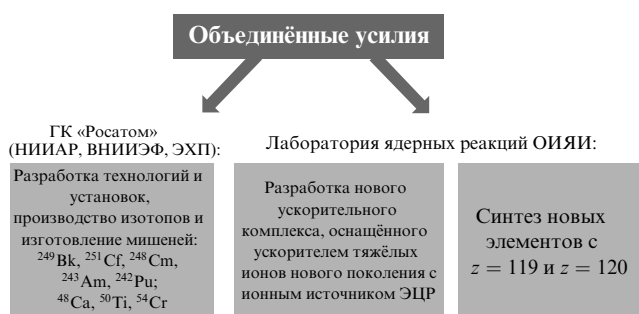 Объединённые усилия
ГК «Росатом»
(НИИАР, ВНИИЭФ, ЭХП):
Разработка технологий и
установок,
производство изотопов и
изготовление мишеней:
²⁴⁹Bk, ²⁵¹Cf, ²⁴⁸Cm,
²⁴³Am, ²⁴²Pu;
⁴⁸Ca, ⁵⁰Ti, ⁵⁴Cr
Лаборатория ядерных реакций ОИЯИ:
Разработка нового
ускорительного
комплекса, оснащённого
ускорителем тяжёлых
ионов нового поколения с
ионным источником ЭЦР
Синтез новых
элементов с
z = 119 и z = 120